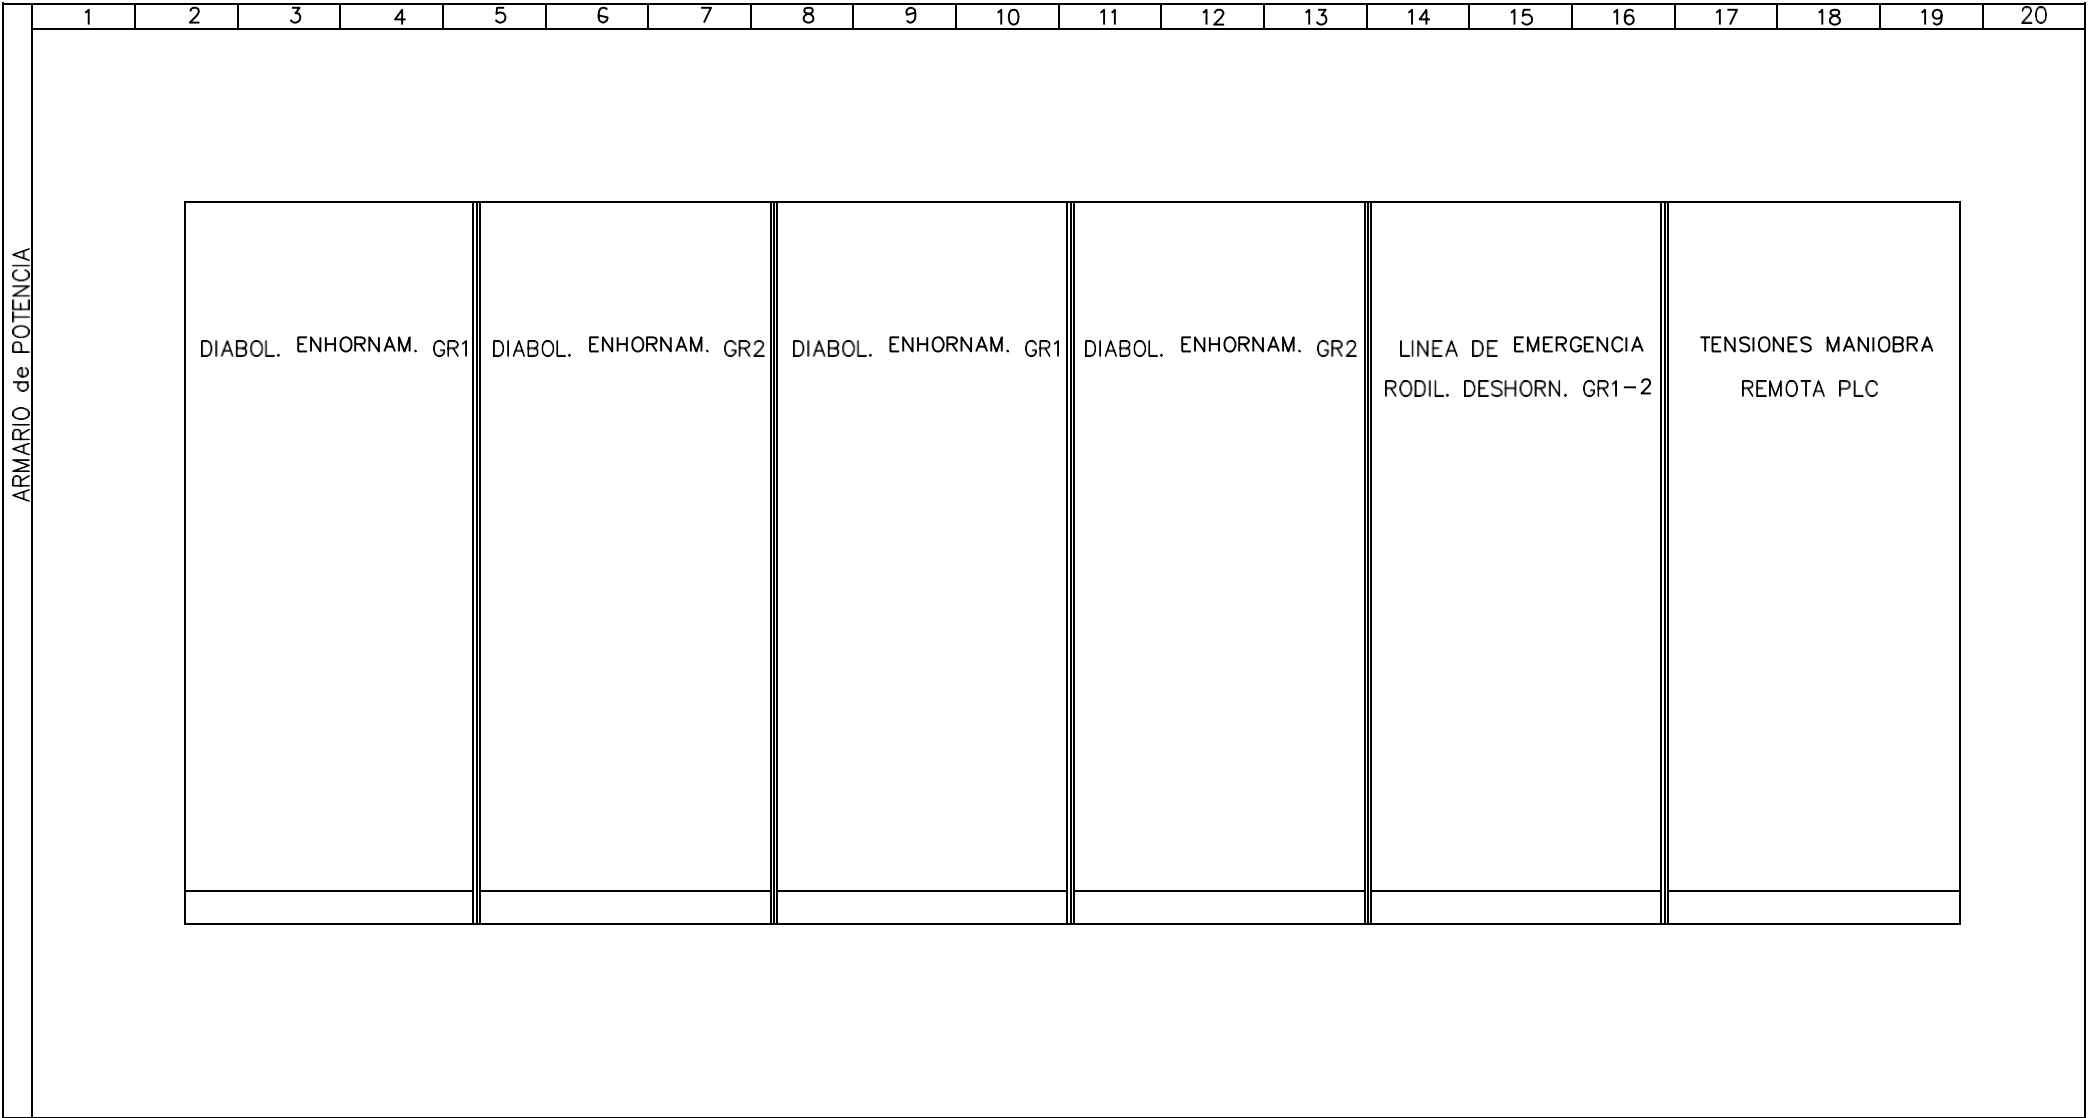 1 2 3 4 5 6 7 8 9 10 11 12 13 14 15 16 17 18 19 20
ARMARIO de POTENCIA
DIABOL. ENHORNAM. GR1
DIABOL. ENHORNAM. GR2
DIABOL. ENHORNAM. GR1
DIABOL. ENHORNAM. GR2
LINEA DE EMERGENCIA
RODIL. DESHORN. GR1-2
TENSIONES MANIOBRA
REMOTA PLC